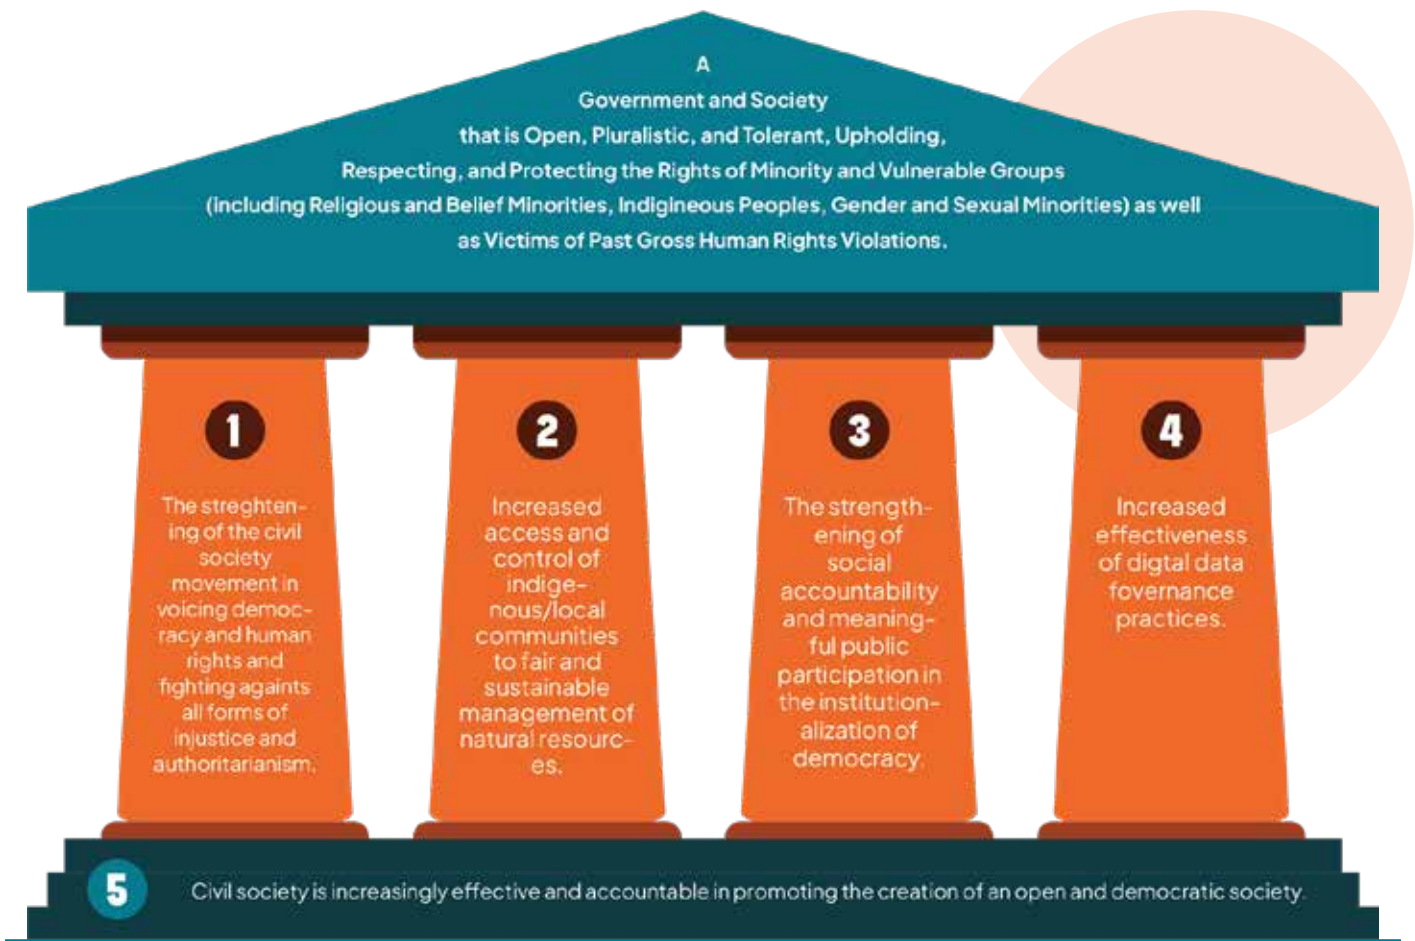 A
Government and Society
that is Open, Pluralistic, and Tolerant, Upholding,
Respecting, and Protecting the Rights of Minority and Vulnerable Groups
(including Religious and Belief Minorities, Indigineous Peoples, Gender and Sexual Minorities) as well
as Victims of Past Gross Human Rights Violations.
1
The streghten-
ing of the civil
society
movement in
voicing democ-
racy and human
rights and
fighting againts
all forms of
injustice and
authoritarianism.
2
Increased
access and
control of
indige-
nous/local
communities
to fair and
sustainable
management of
natural resourc-
es.
3
The strength-
ening of
social
accountability
and meaning-
ful public
participation in
the institution-
alization of
democracy.
4
Increased
effectiveness
of digtal data
fovernance
practices.
5
Civil society is increasingly effective and accountable in promoting the creation of an open and democratic society.